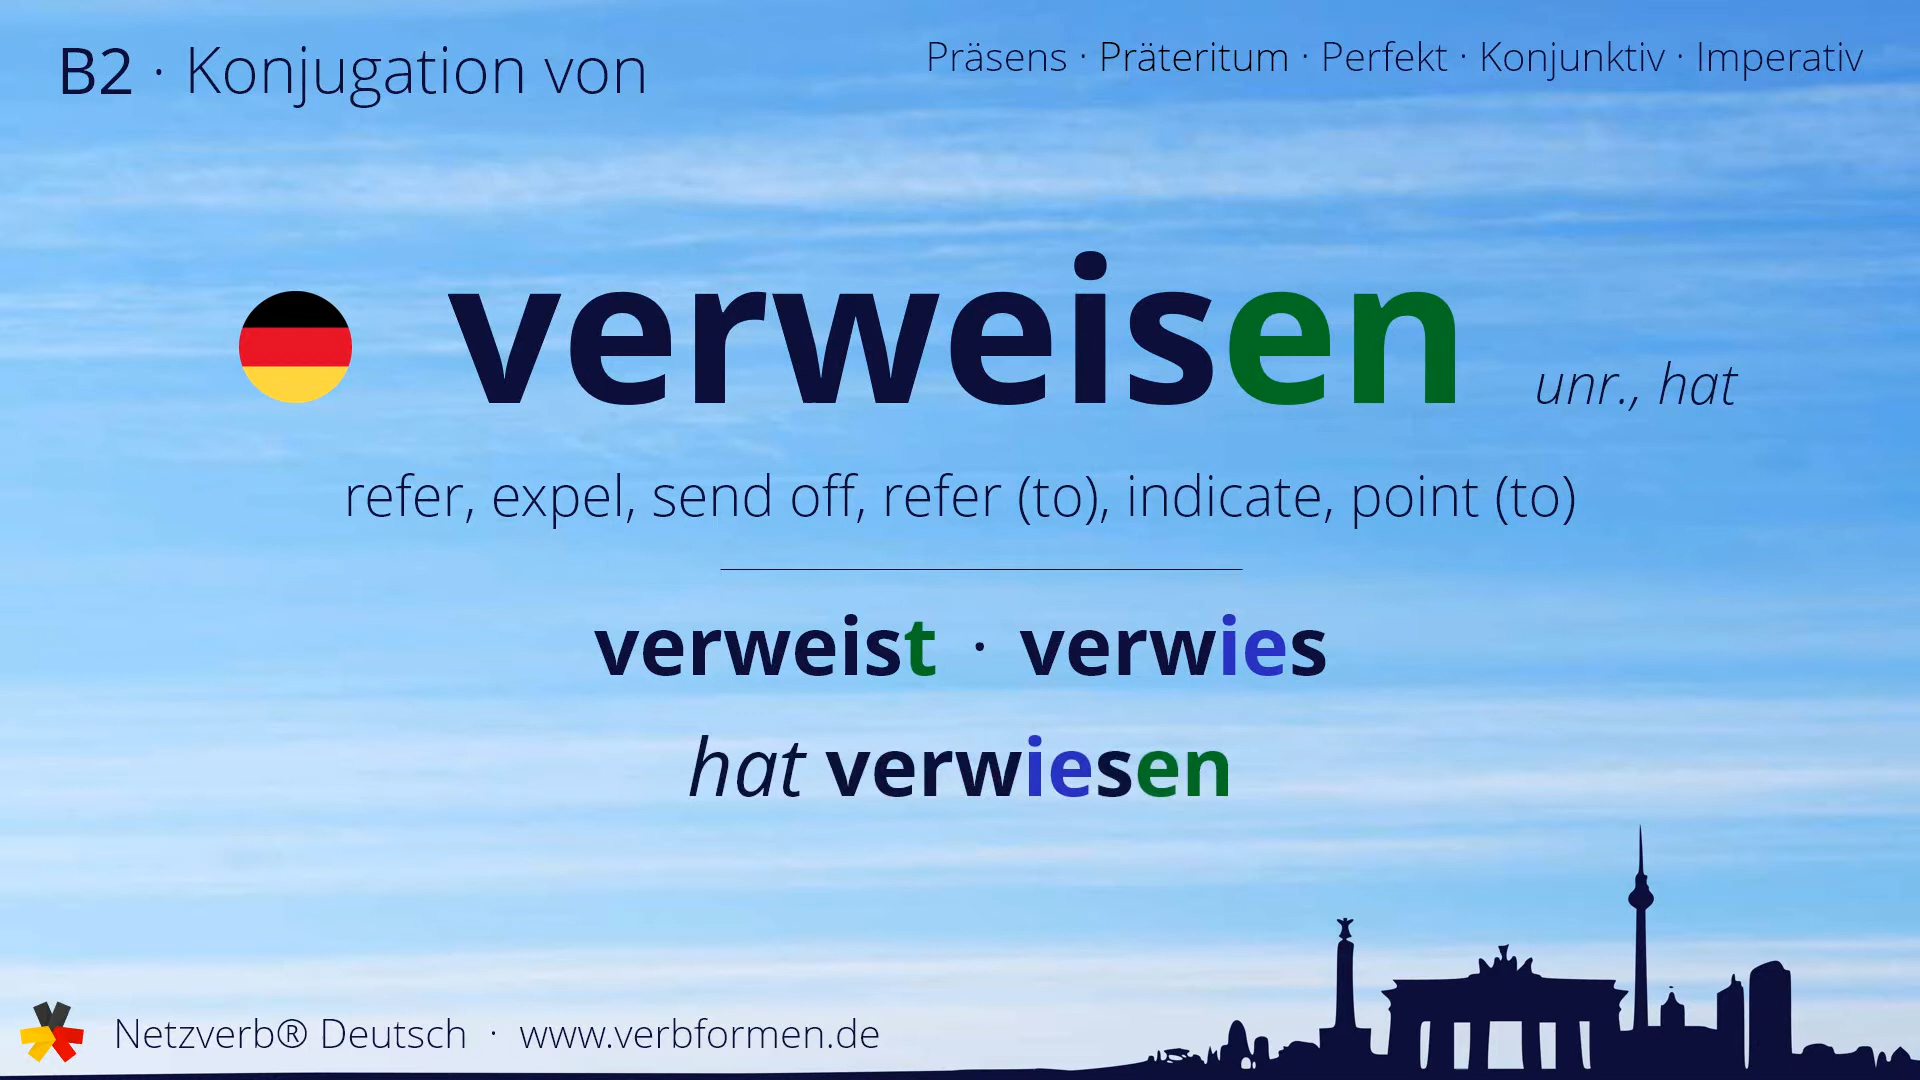 B2 · Konjugation von
Präsens · Präteritum · Perfekt · Konjunktiv · Imperativ
verweisen unr., hat
refer, expel, send off, refer (to), indicate, point (to)
verweist · verwies
hat verwiesen
Netzverb® Deutsch · www.verbformen.de